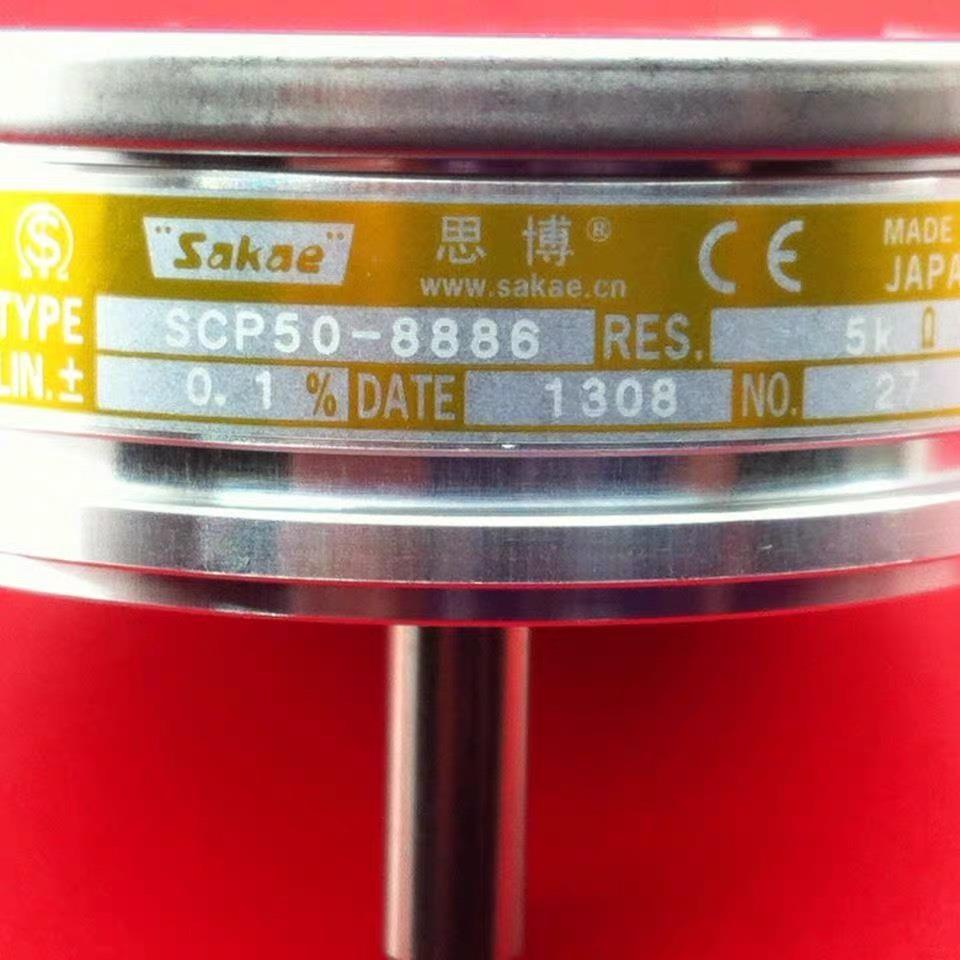 "Sakae" 思博® CE MADE
www.sakae.cn JAPA
TYPE SCP50-8886 RES. 5k Ω
LIN. ± 0.1 % DATE 1308 NO. 27